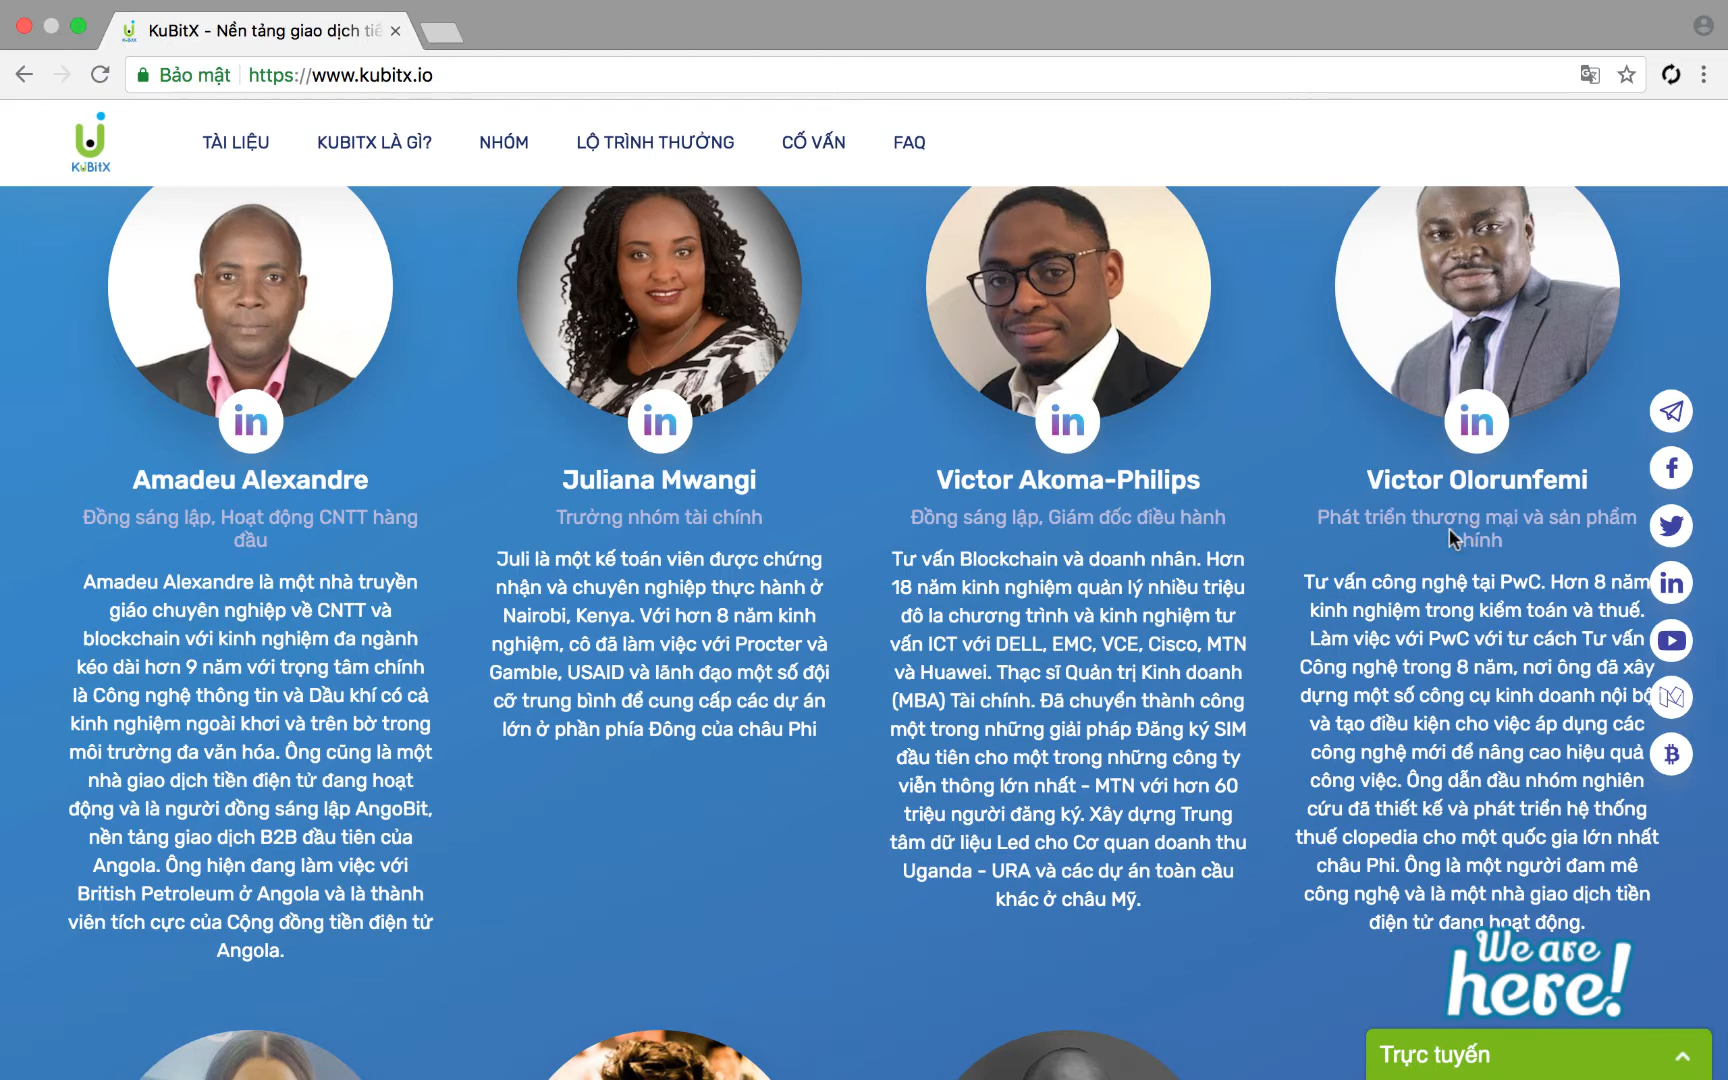 KuBitX - Nền tảng giao dịch tiề
Bảo mật
https://www.kubitx.io
KuBitX
TÀI LIỆU
KUBITX LÀ GÌ?
NHÓM
LỘ TRÌNH THƯỞNG
CỐ VẤN
FAQ
in
in
in
in
Amadeu Alexandre
Đồng sáng lập, Hoạt động CNTT hàng
đầu
Amadeu Alexandre là một nhà truyền
giáo chuyên nghiệp về CNTT và
blockchain với kinh nghiệm đa ngành
kéo dài hơn 9 năm với trọng tâm chính
là Công nghệ thông tin và Dầu khí có cả
kinh nghiệm ngoài khơi và trên bờ trong
môi trường đa văn hóa. Ông cũng là một
nhà giao dịch tiền điện tử đang hoạt
động và là người đồng sáng lập AngoBit,
nền tảng giao dịch B2B đầu tiên của
Angola. Ông hiện đang làm việc với
British Petroleum ở Angola và là thành
viên tích cực của Cộng đồng tiền điện tử
Angola.
Juliana Mwangi
Trưởng nhóm tài chính
Juli là một kế toán viên được chứng
nhận và chuyên nghiệp thực hành ở
Nairobi, Kenya. Với hơn 8 năm kinh
nghiệm, cô đã làm việc với Procter và
Gamble, USAID và lãnh đạo một số đội
cỡ trung bình để cung cấp các dự án
lớn ở phần phía Đông của châu Phi
Victor Akoma-Philips
Đồng sáng lập, Giám đốc điều hành
Tư vấn Blockchain và doanh nhân. Hơn
18 năm kinh nghiệm quản lý nhiều triệu
đô la chương trình và kinh nghiệm tư
vấn ICT với DELL, EMC, VCE, Cisco, MTN
và Huawei. Thạc sĩ Quản trị Kinh doanh
(MBA) Tài chính. Đã chuyển thành công
một trong những giải pháp Đăng ký SIM
đầu tiên cho một trong những công ty
viễn thông lớn nhất - MTN với hơn 60
triệu người đăng ký. Xây dựng Trung
tâm dữ liệu Led cho Cơ quan doanh thu
Uganda - URA và các dự án toàn cầu
khác ở châu Mỹ.
Victor Olorunfemi
Phát triển thương mại và sản phẩm
chính
Tư vấn công nghệ tại PwC. Hơn 8 năm
kinh nghiệm trong kiểm toán và thuế.
Làm việc với PwC với tư cách Tư vấn
Công nghệ trong 8 năm, nơi ông đã xây
dựng một số công cụ kinh doanh nội bộ
và tạo điều kiện cho việc áp dụng các
công nghệ mới để nâng cao hiệu quả
công việc. Ông dẫn đầu nhóm nghiên
cứu đã thiết kế và phát triển hệ thống
thuế clopedia cho một quốc gia lớn nhất
châu Phi. Ông là một người đam mê
công nghệ và là một nhà giao dịch tiền
điện tử đang hoạt động.
We are
here!
Trực tuyến